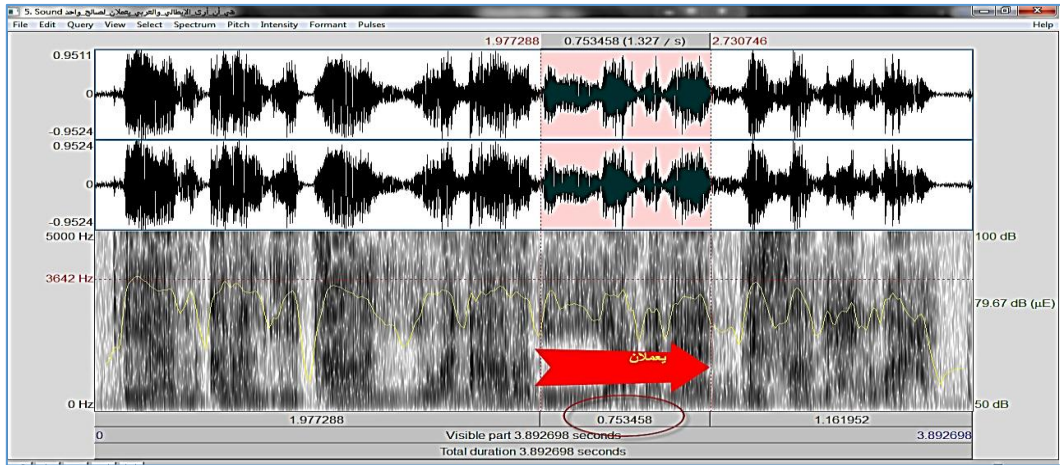 5. Sound هي_أن_أرى_الإيطالي_والعربي_يعملان_لصالح_واحد
File Edit Query View Select Spectrum Pitch Intensity Formant Pulses Help
1.977288 0.753458 (1.327 / s) 2.730746
0.9511
0
-0.9524
0.9524
0
-0.9524
5000 Hz 100 dB
3642 Hz 79.67 dB (µE)
يعملان
0 Hz 50 dB
1.977288 0.753458 1.161952
0 Visible part 3.892698 seconds 3.892698
Total duration 3.892698 seconds